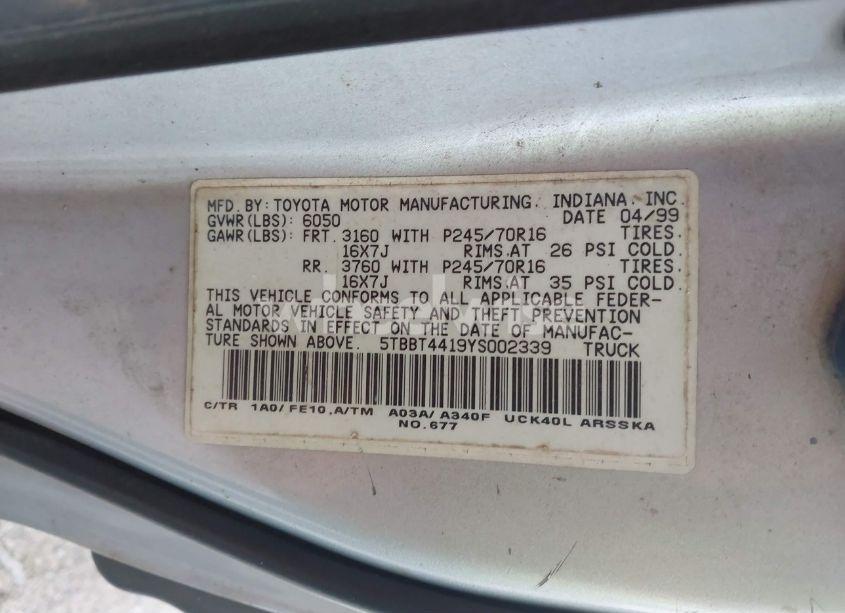 MFD. BY: TOYOTA MOTOR MANUFACTURING. INDIANA. INC.
GVWR(LBS): 6050 DATE 04/99
GAWR(LBS): FRT. 3160 WITH P245/70R16 TIRES.
16X7J RIMS.AT 26 PSI COLD.
RR. 3760 WITH P245/70R16 TIRES.
16X7J RIMS.AT 35 PSI COLD.
THIS VEHICLE CONFORMS TO ALL APPLICABLE FEDER-
AL MOTOR VEHICLE SAFETY AND THEFT PREVENTION
STANDARDS IN EFFECT ON THE DATE OF MANUFAC-
TURE SHOWN ABOVE. 5TBBT4419YS002339 TRUCK
C/TR 1A0/ FE10,A/TM A03A/ A340F UCK40L ARSSKA
NO.677